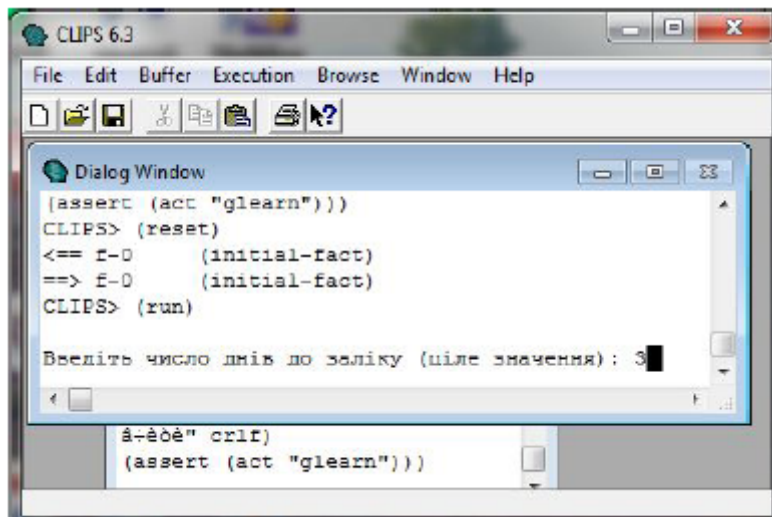 CLIPS 6.3
File Edit Buffer Execution Browse Window Help
Dialog Window
(assert (act "glearn")))
CLIPS> (reset)
<== f-0 (initial-fact)
==> f-0 (initial-fact)
CLIPS> (run)
Введіть число днів до заліку (ціле значення): 3
â÷èòè" crlf)
(assert (act "glearn")))